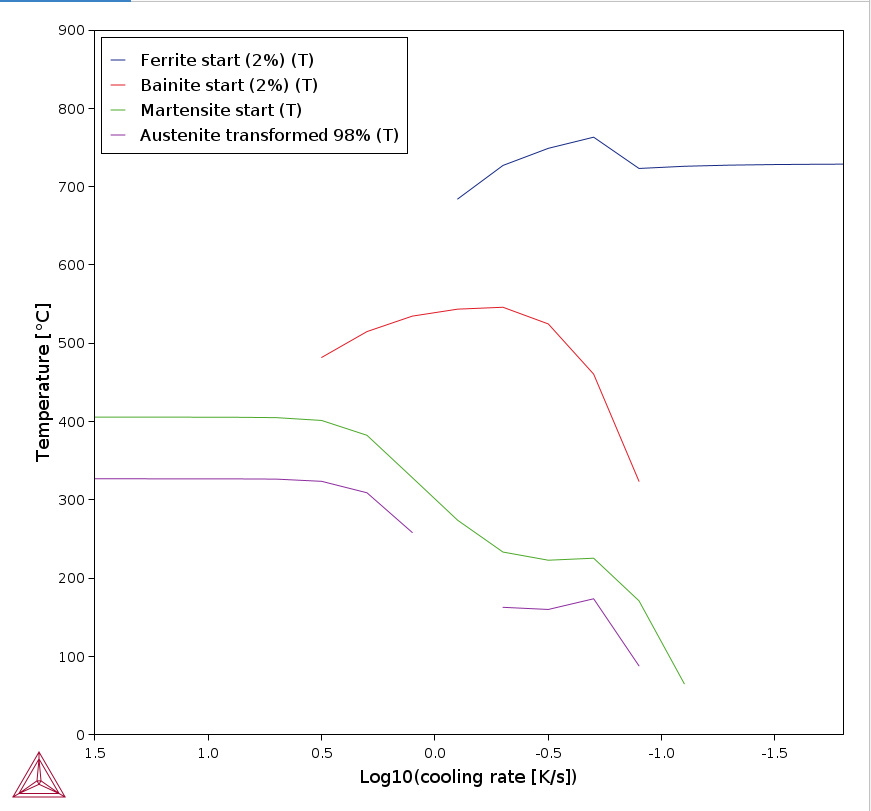 900
800
700
600
500
400
300
200
100
0
Temperature [°C]
Ferrite start (2%) (T)
Bainite start (2%) (T)
Martensite start (T)
Austenite transformed 98% (T)
1.5 1.0 0.5 0.0 -0.5 -1.0 -1.5
Log10(cooling rate [K/s])